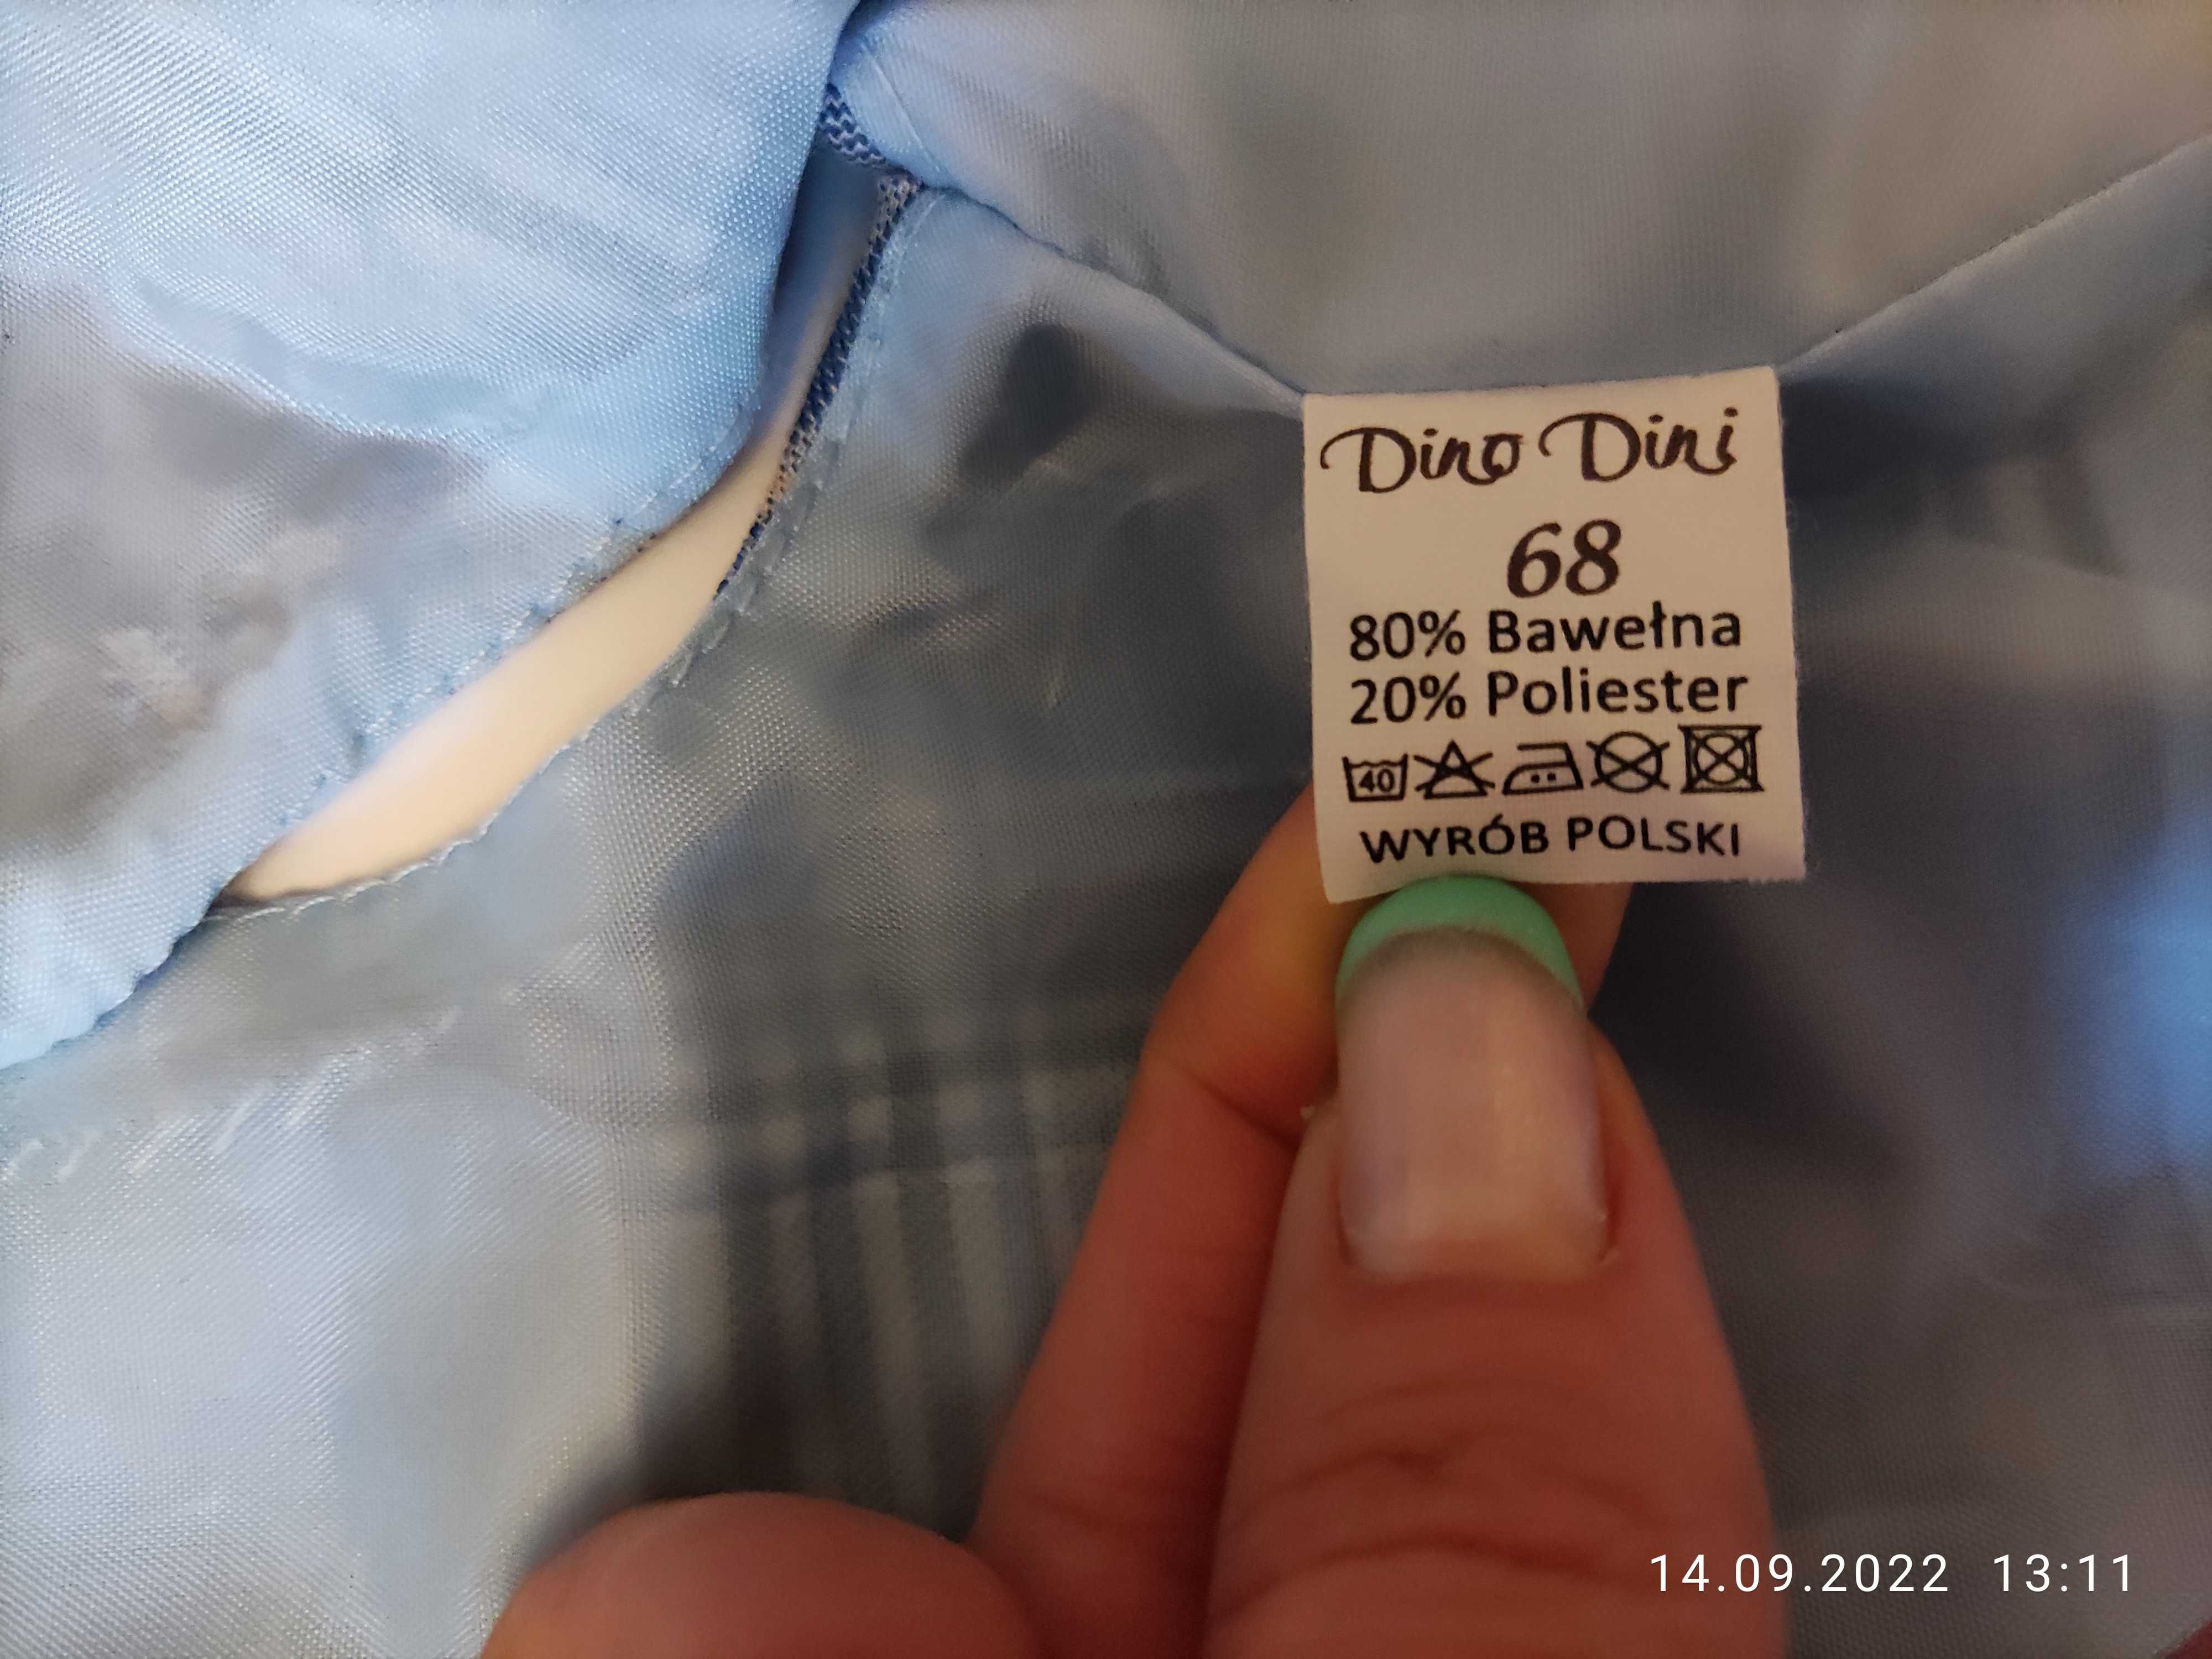 Dino Dini
68
80% Bawełna
20% Poliester
40
WYRÓB POLSKI
14.09.2022 13:11